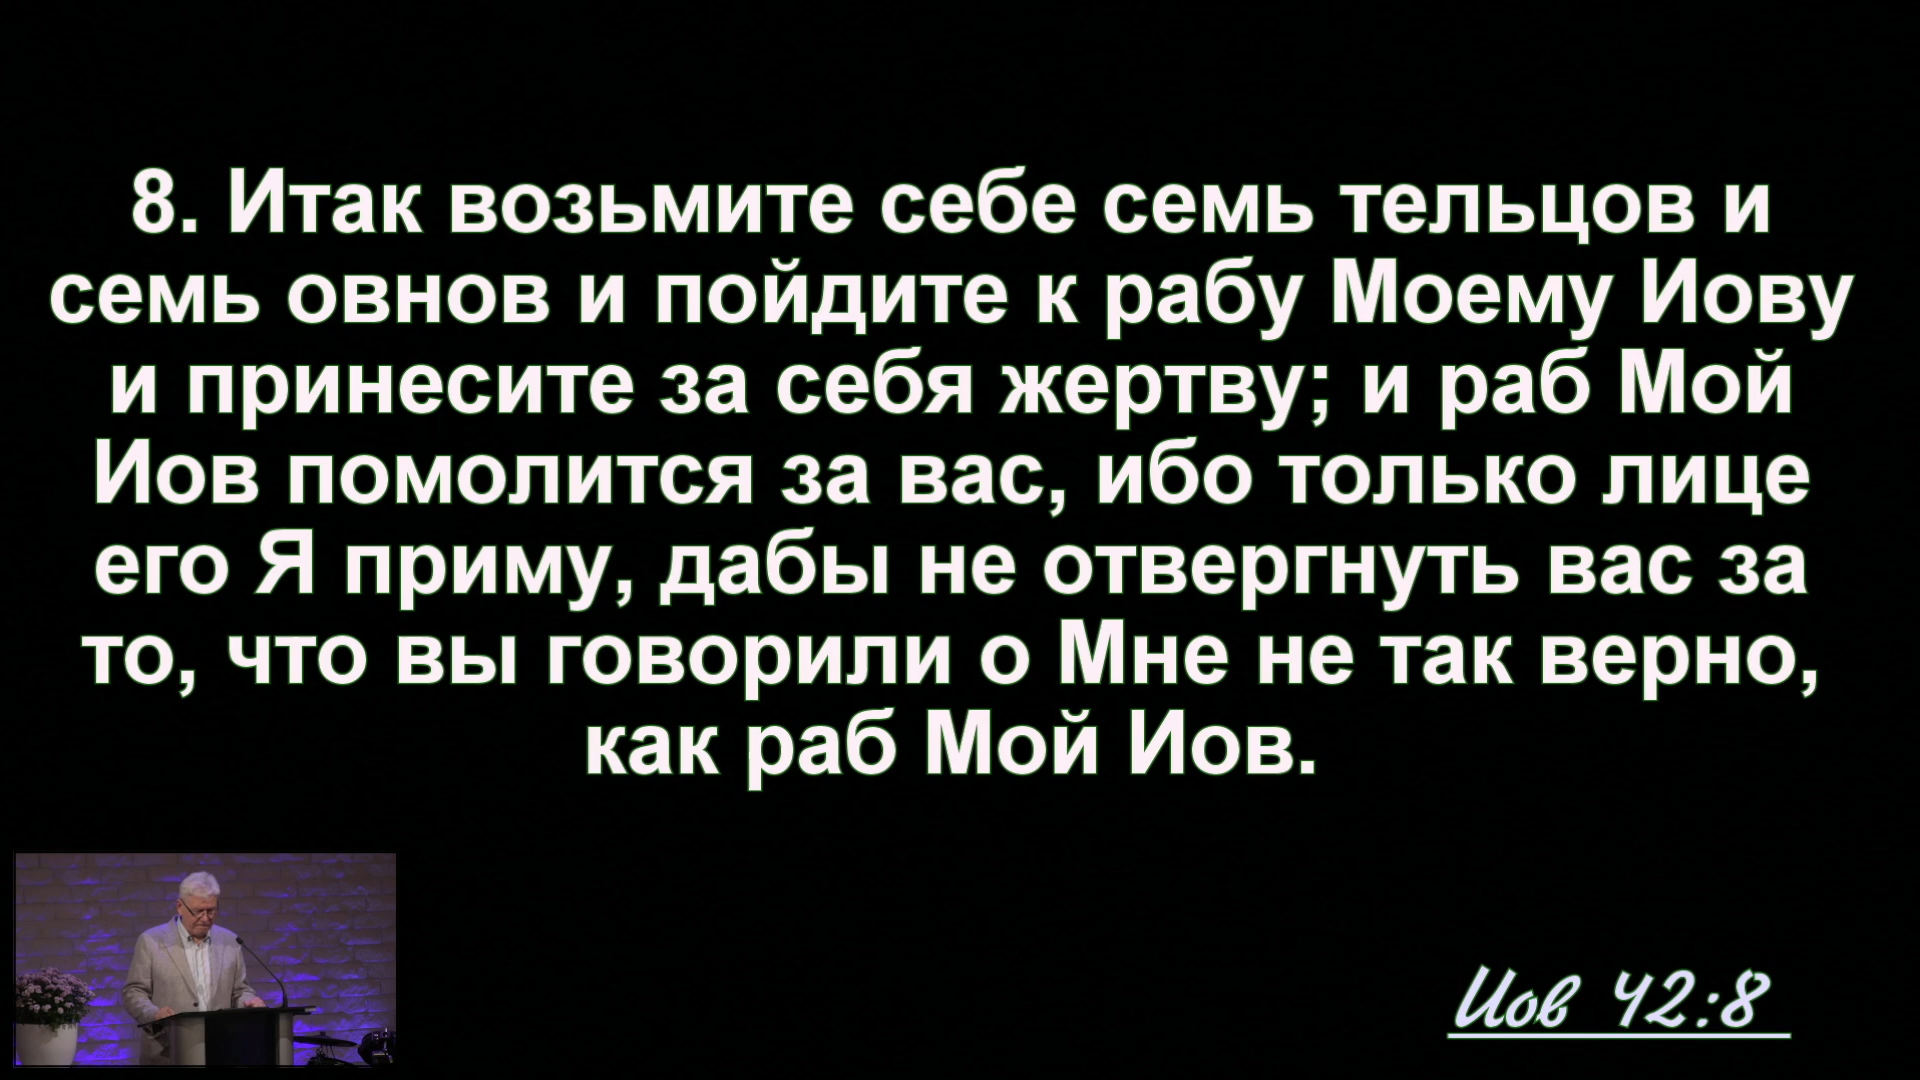 8. Итак возьмите себе семь тельцов и
семь овнов и пойдите к рабу Моему Иову
и принесите за себя жертву; и раб Мой
Иов помолится за вас, ибо только лице
его Я приму, дабы не отвергнуть вас за
то, что вы говорили о Мне не так верно,
как раб Мой Иов.
Иов 42:8